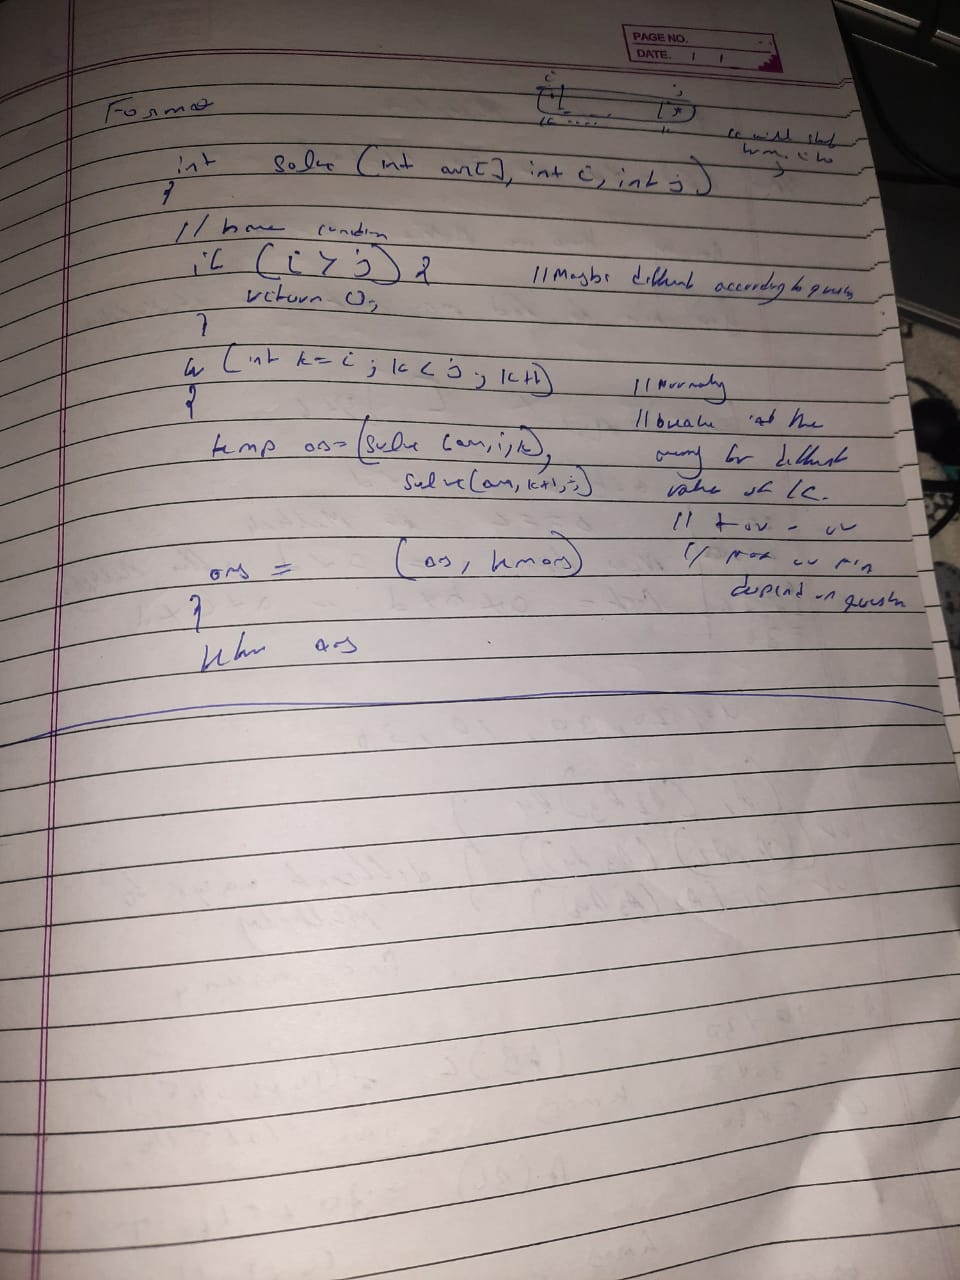 PAGE NO.
DATE. / /
Format
i j
k .... k
k will start
from i to
j
int solve (int arr[], int i, int j)
{
// base condition
if (i > j) { // Maybe different according to question
return 0;
}
for (int k = i ; k < j ; k++) // Normally
{ // break the
temp ans = (solve (arr, i, k), array for different
solve(arr, k+1, j)) value of k.
// + or - or
ans = (ans, temp ans) // max or min
} depend on question
return ans